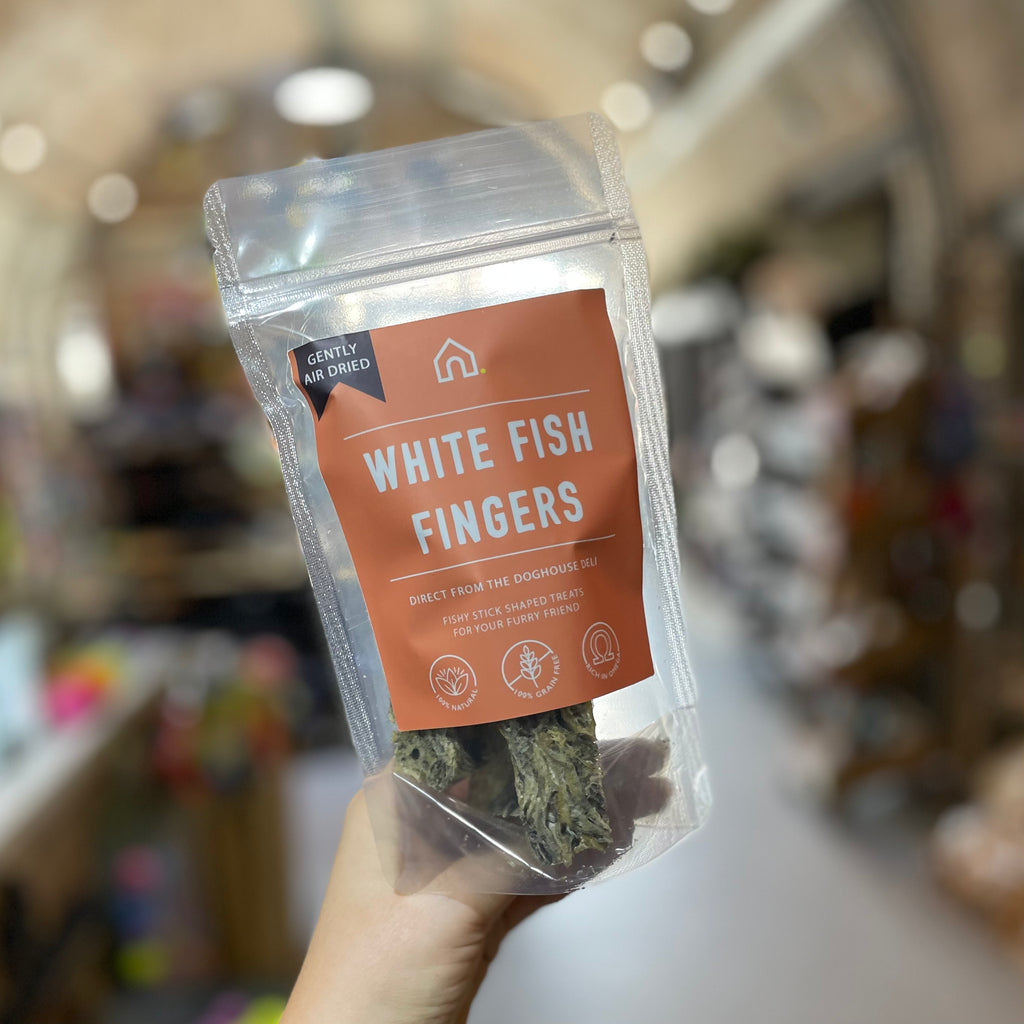 GENTLY
AIR DRIED
WHITE FISH
FINGERS
DIRECT FROM THE DOGHOUSE DELI
FISHY STICK SHAPED TREATS
FOR YOUR FURRY FRIEND
100% NATURAL
100% GRAIN FREE
RICH IN OMEGA